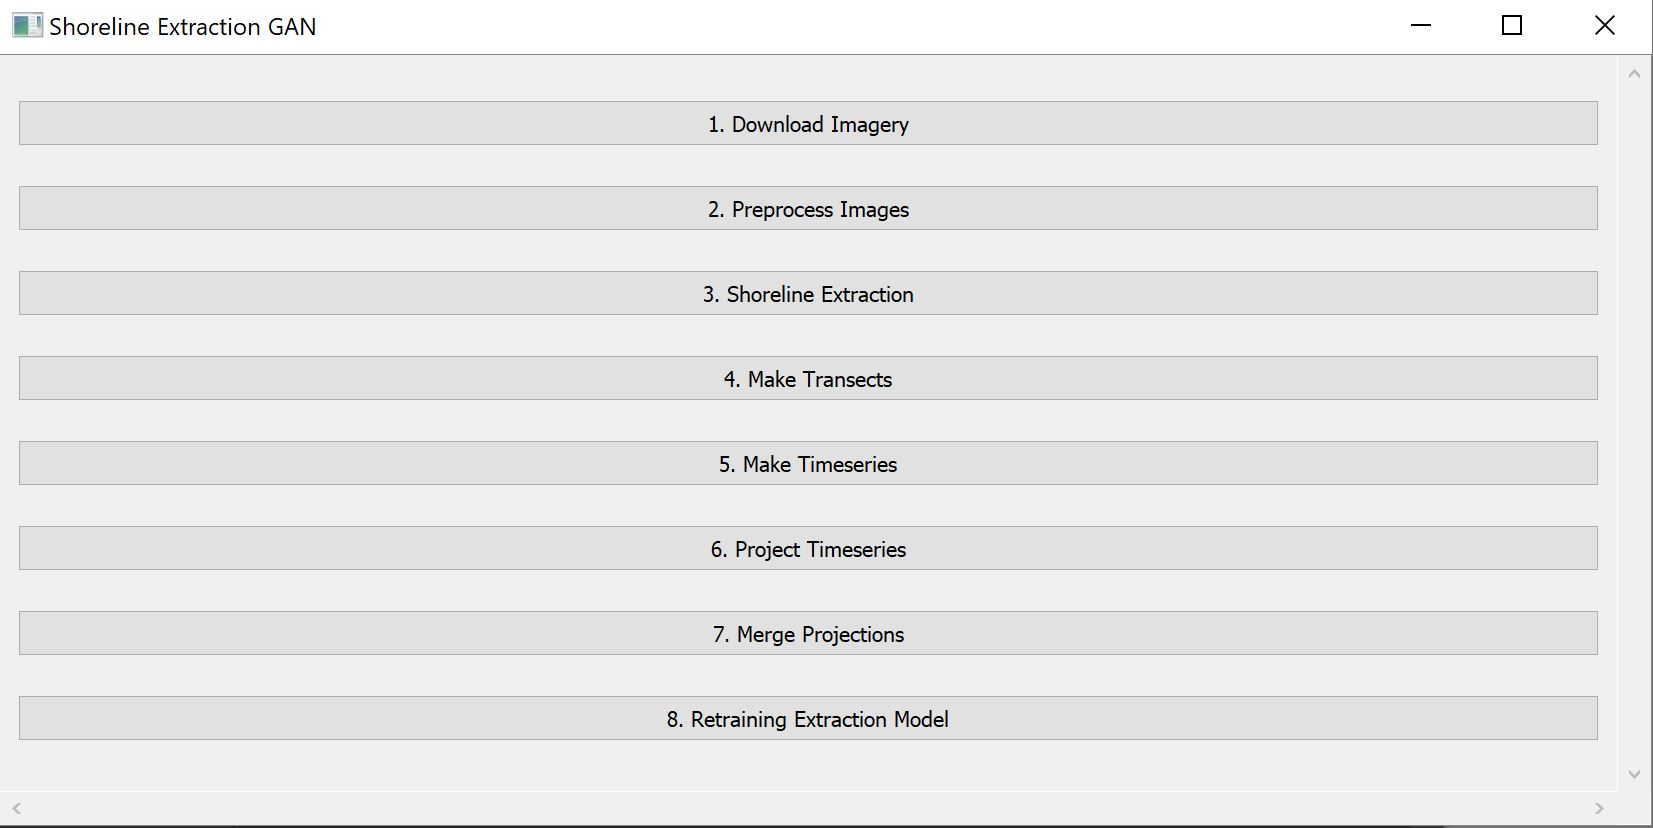 Shoreline Extraction GAN
1. Download Imagery
2. Preprocess Images
3. Shoreline Extraction
4. Make Transects
5. Make Timeseries
6. Project Timeseries
7. Merge Projections
8. Retraining Extraction Model